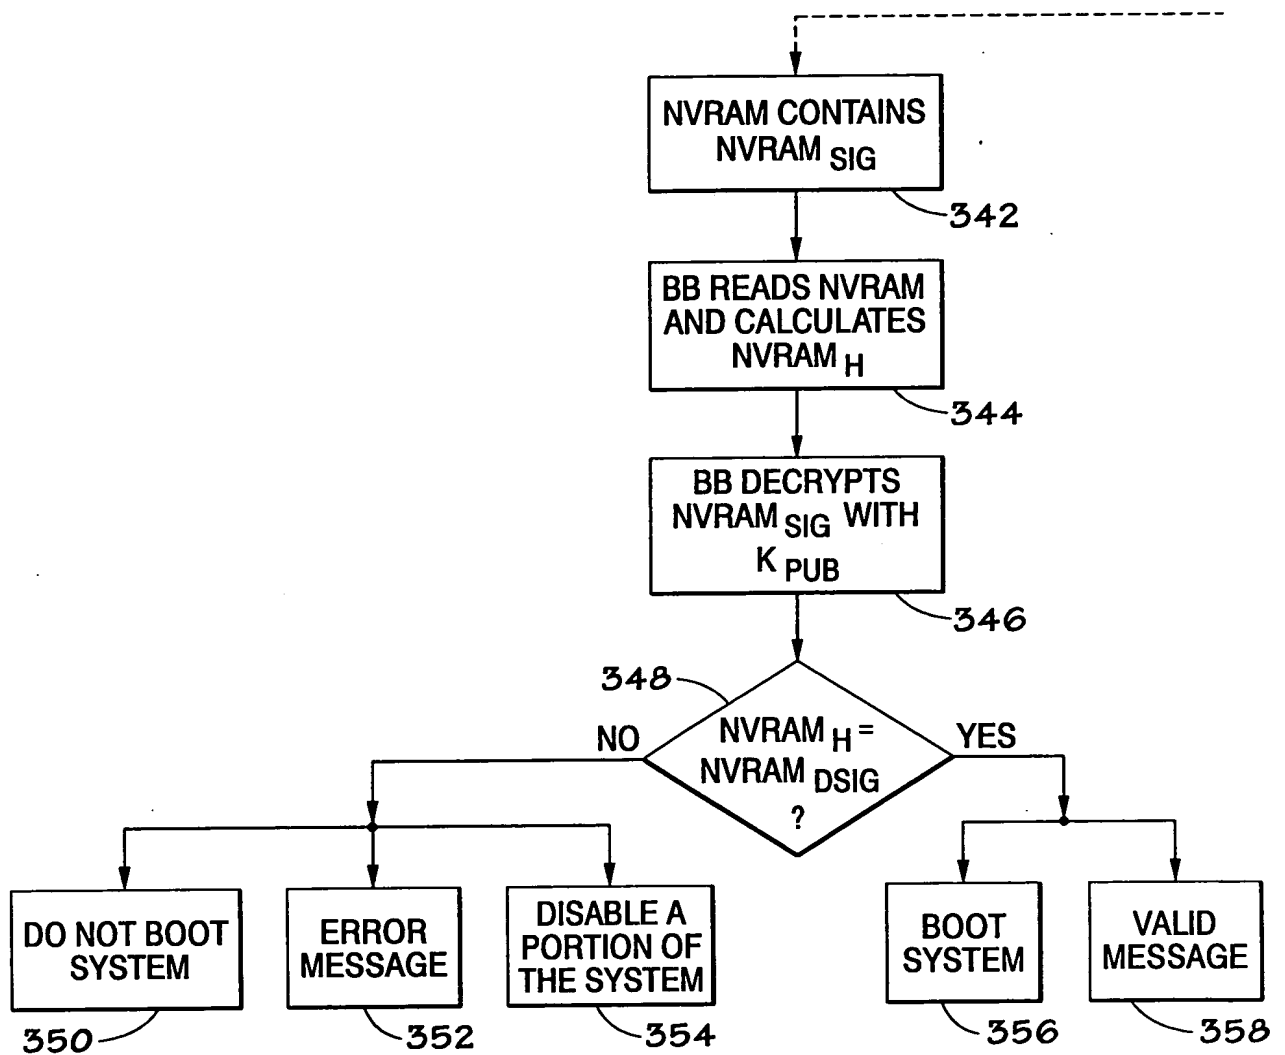 NVRAM CONTAINS
NVRAM SIG
342
BB READS NVRAM
AND CALCULATES
NVRAM H
344
BB DECRYPTS
NVRAM SIG WITH
K PUB
346
348
NO
NVRAM H =
NVRAM DSIG
?
YES
DO NOT BOOT
SYSTEM
350
ERROR
MESSAGE
352
DISABLE A
PORTION OF
THE SYSTEM
354
BOOT
SYSTEM
356
VALID
MESSAGE
358